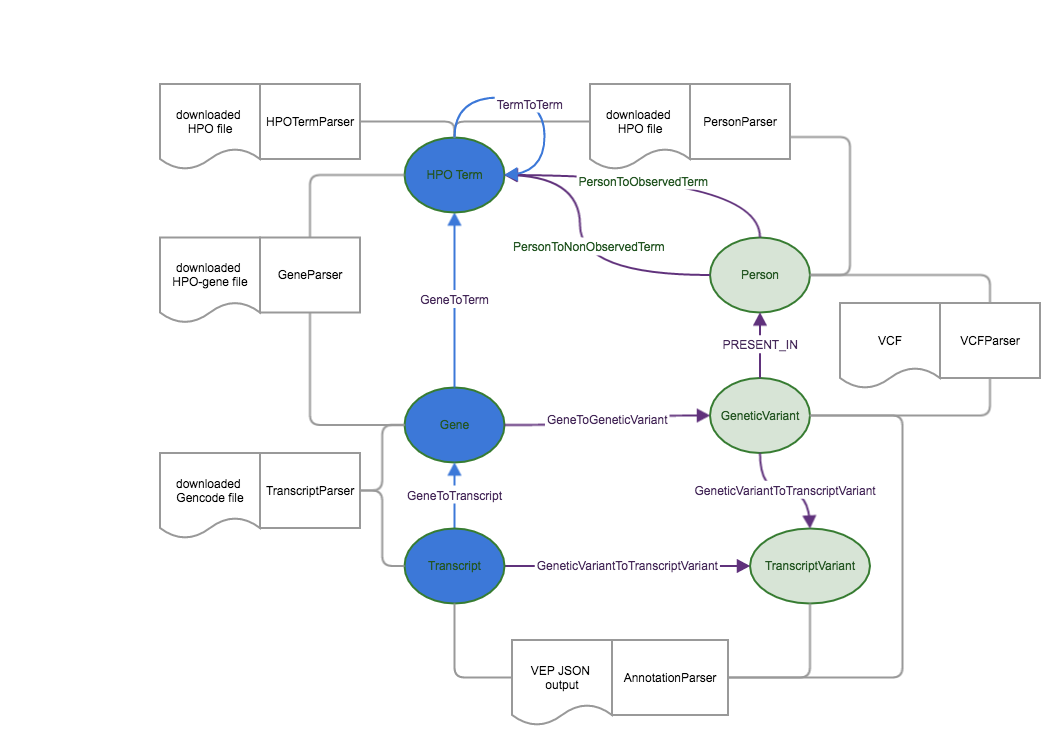 TermToTerm
downloaded
HPO file
HPOTermParser
downloaded
HPO file
PersonParser
HPO Term
PersonToObservedTerm
PersonToNonObservedTerm
downloaded
HPO-gene file
GeneParser
Person
GeneToTerm
PRESENT_IN
VCF
VCFParser
Gene
GeneToGeneticVariant
GeneticVariant
downloaded
Gencode file
TranscriptParser
GeneToTranscript
GeneticVariantToTranscriptVariant
Transcript
GeneticVariantToTranscriptVariant
TranscriptVariant
VEP JSON
output
AnnotationParser